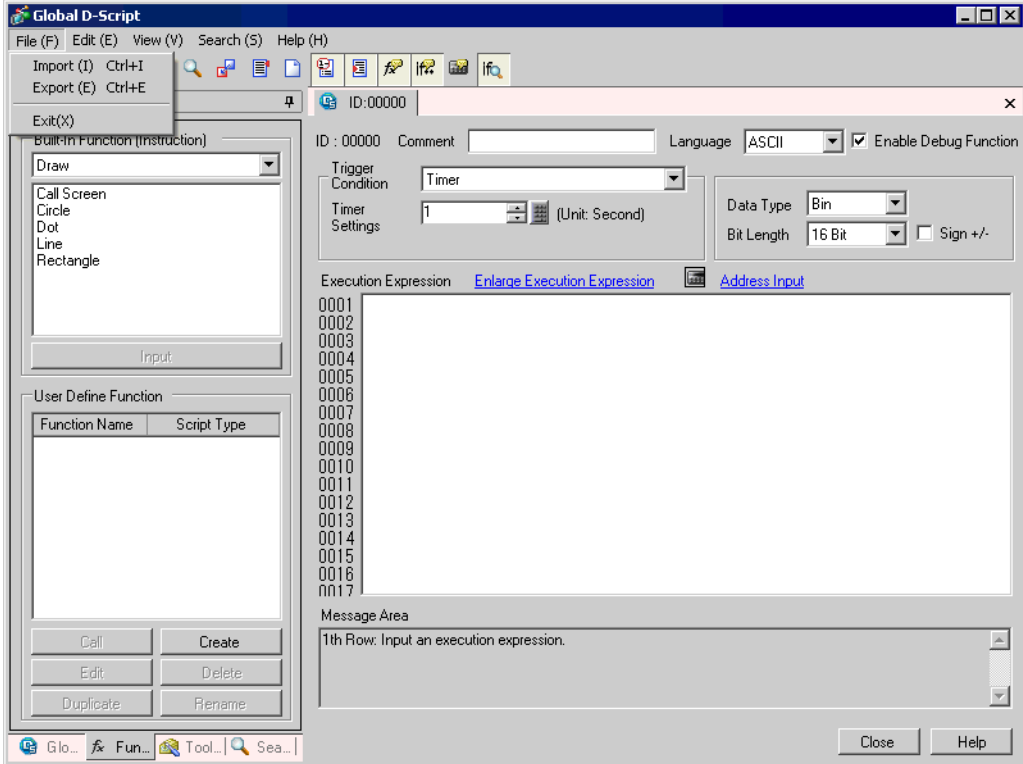 Global D-Script
File (F) Edit (E) View (V) Search (S) Help (H)
Import (I) Ctrl+I
Export (E) Ctrl+E
Exit(X)
ID:00000
Built-In Function (Instruction)
Draw
Call Screen
Circle
Dot
Line
Rectangle
Input
User Define Function
Function Name Script Type
Call Create
Edit Delete
Duplicate Rename
Glo... fx Fun... Tool... Sea...
ID : 00000 Comment Language ASCII Enable Debug Function
Trigger
Condition
Timer
Timer
Settings
1 (Unit: Second)
Data Type Bin
Bit Length 16 Bit Sign +/-
Execution Expression Enlarge Execution Expression Address Input
0001
0002
0003
0004
0005
0006
0007
0008
0009
0010
0011
0012
0013
0014
0015
0016
0017
Message Area
1th Row: Input an execution expression.
Close Help